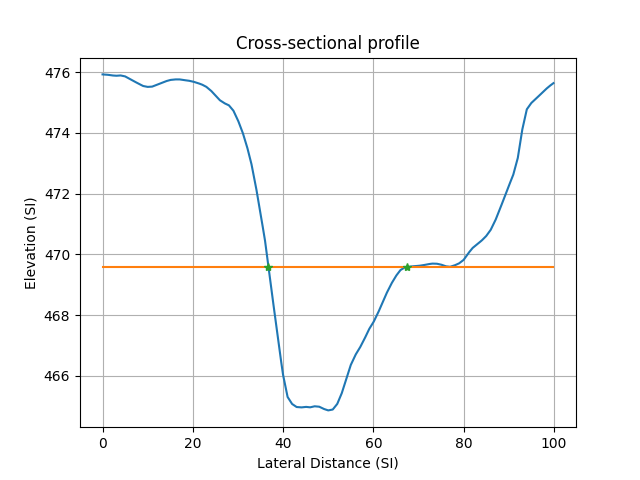 Cross-sectional profile
476
474
472
470
468
466
Elevation (SI)
0 20 40 60 80 100
Lateral Distance (SI)